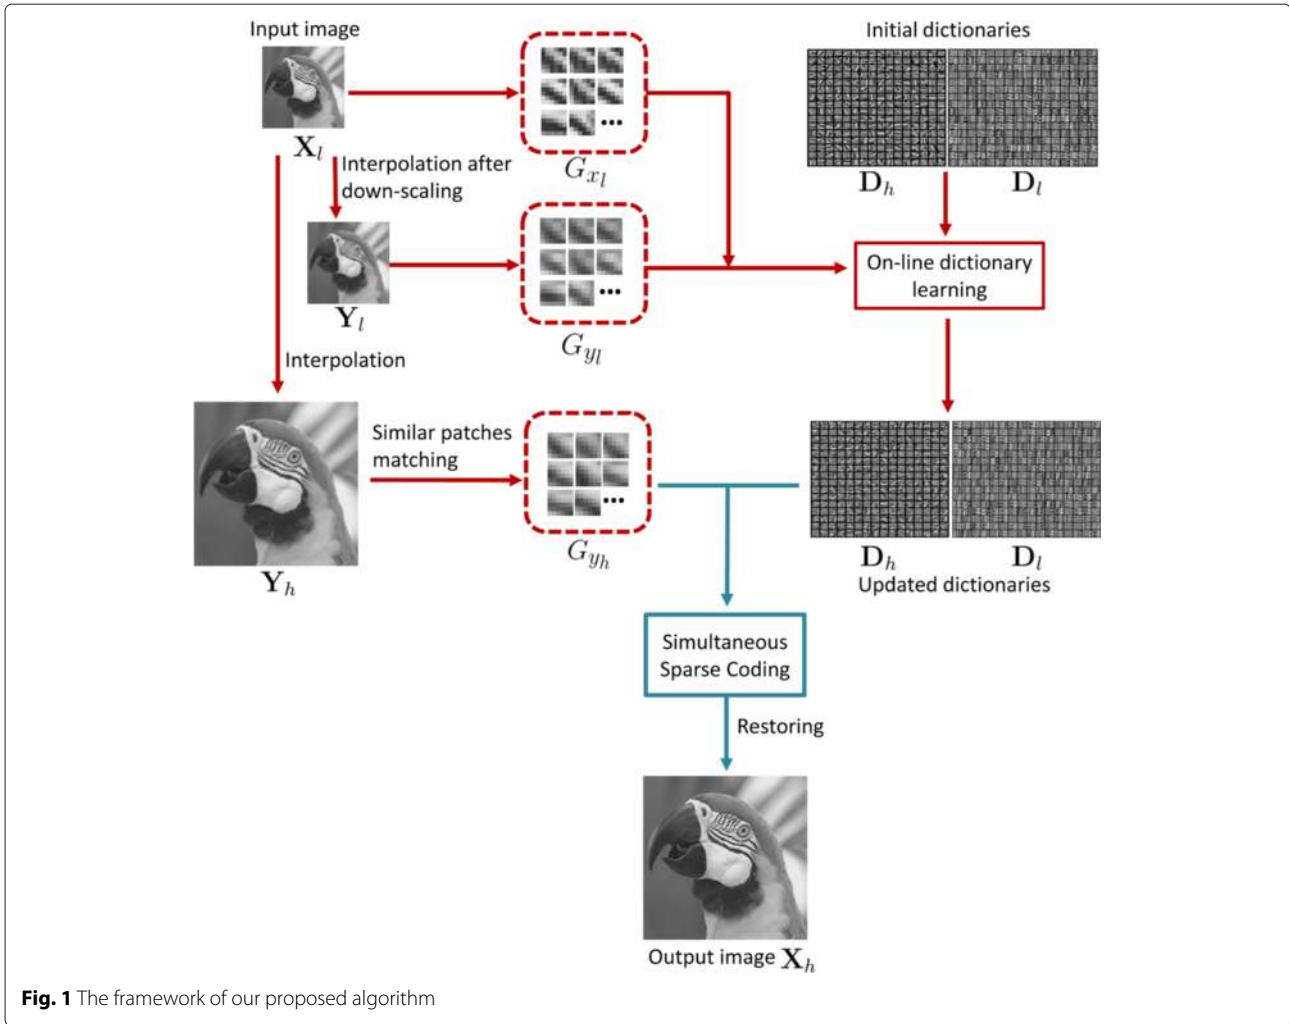 Input image
Initial dictionaries
X_l
G_{x_l}
D_h
D_l
Interpolation after
down-scaling
On-line dictionary
learning
Y_l
G_{y_l}
Interpolation
Similar patches
matching
Y_h
G_{y_h}
D_h
D_l
Updated dictionaries
Simultaneous
Sparse Coding
Restoring
Output image X_h
Fig. 1 The framework of our proposed algorithm